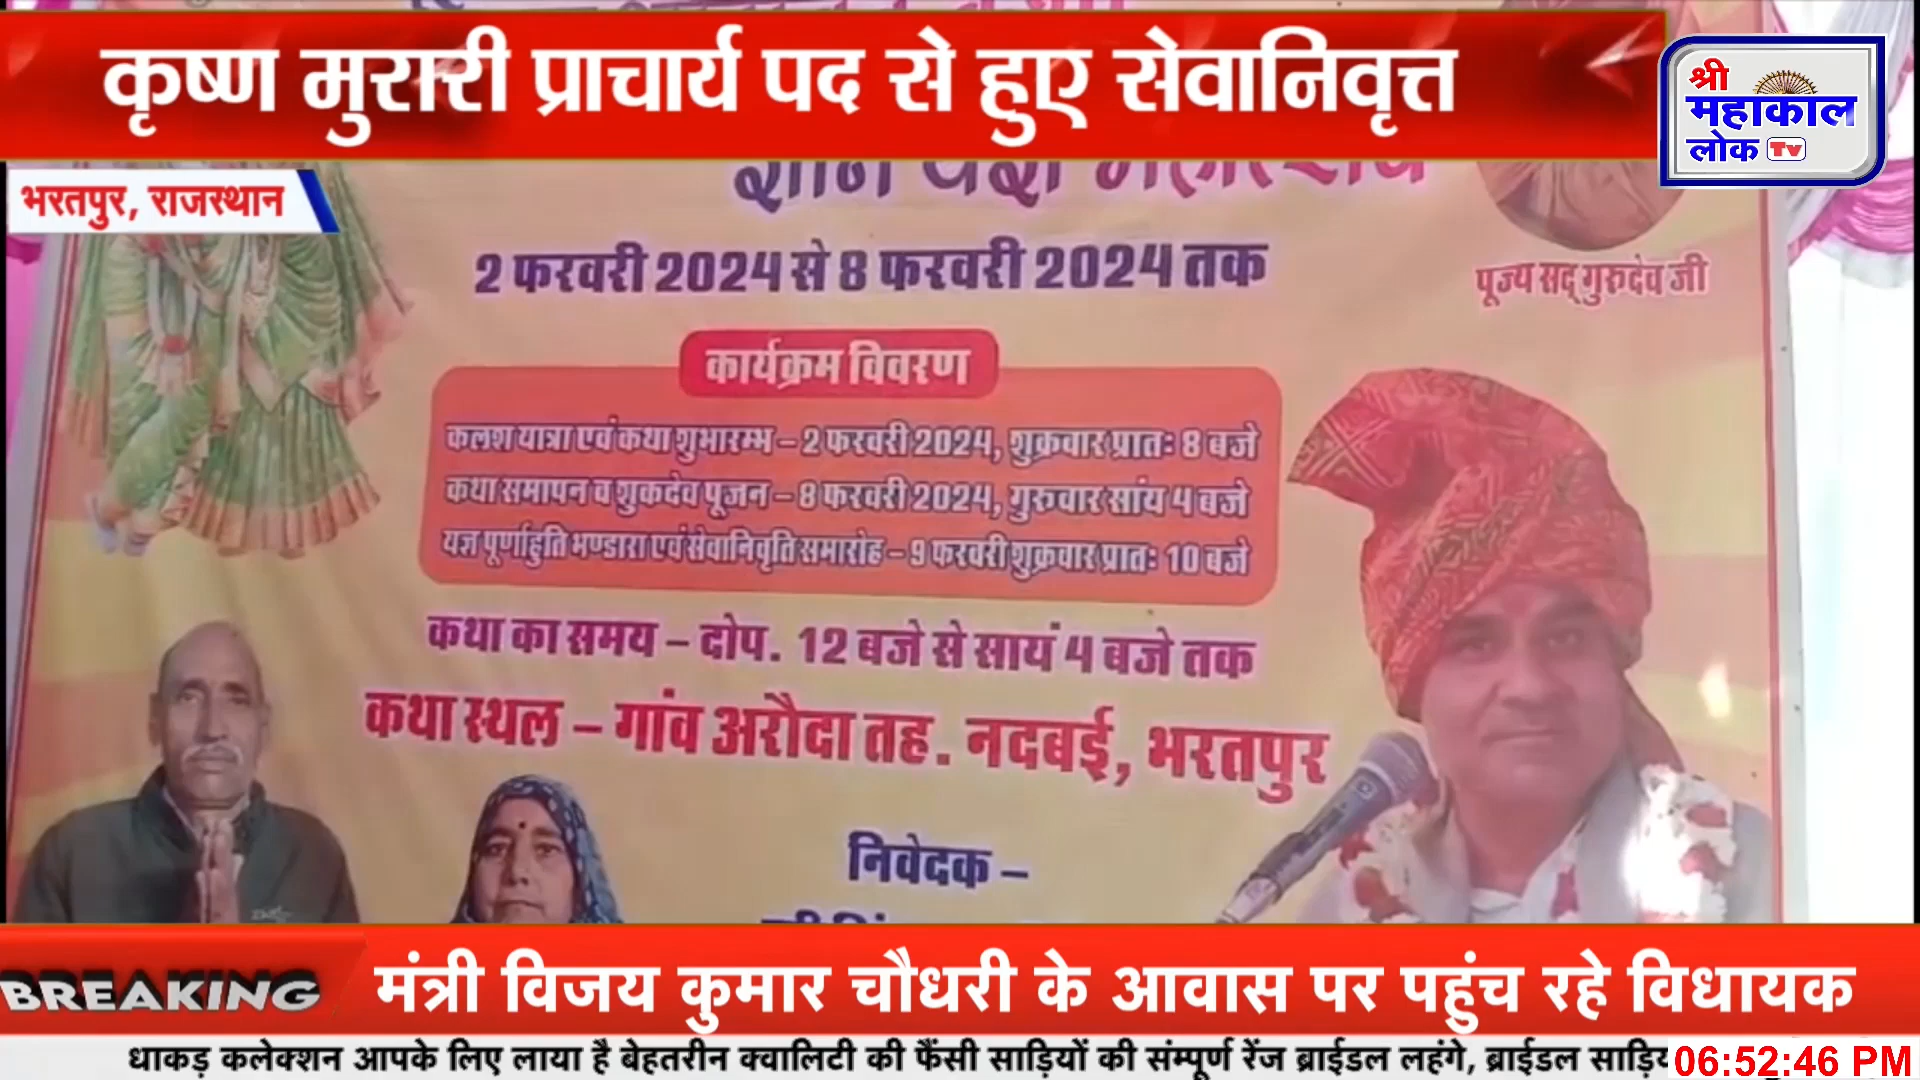 कृष्ण मुरारी प्राचार्य पद से हुए सेवानिवृत्त
श्री
महाकाल
लोक Tv
भरतपुर, राजस्थान
2 फरवरी 2024 से 8 फरवरी 2024 तक
पूज्य सद् गुरुदेव जी
कार्यक्रम विवरण
कलश यात्रा एवं कथा शुभारम्भ – 2 फरवरी 2024, शुक्रवार प्रातः 8 बजे
कथा समापन व शुकदेव पूजन – 8 फरवरी 2024, गुरुवार सांय 4 बजे
यज्ञ पूर्णाहुति भण्डारा एवं सेवानिवृति समारोह – 9 फरवरी शुक्रवार प्रातः 10 बजे
कथा का समय – दोप. 12 बजे से सायं 4 बजे तक
कथा स्थल – गांव अरौदा तह. नदबई, भरतपुर
निवेदक –
BREAKING
मंत्री विजय कुमार चौधरी के आवास पर पहुंच रहे विधायक
धाकड़ कलेक्शन आपके लिए लाया है बेहतरीन क्वालिटी की फैंसी साड़ियों की संम्पूर्ण रेंज ब्राईडल लहंगे, ब्राईडल
06:52:46 PM